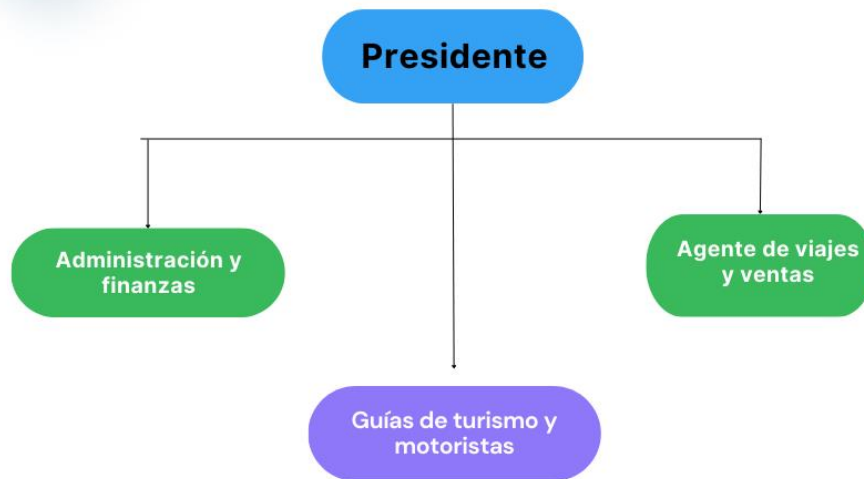 Presidente
Administración y
finanzas
Agente de viajes
y ventas
Guías de turismo y
motoristas